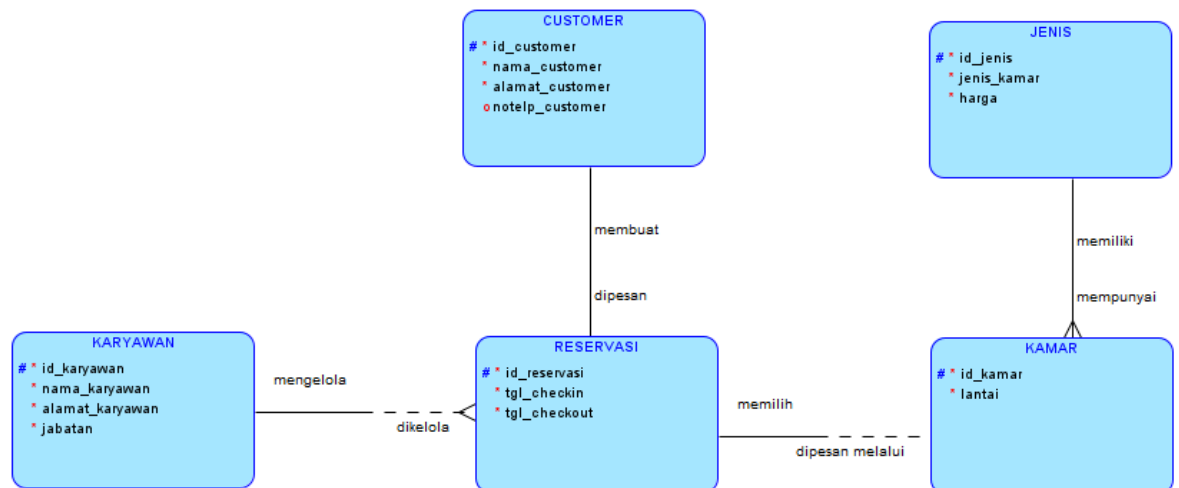 CUSTOMER
# * id_customer
* nama_customer
* alamat_customer
o notelp_customer
JENIS
# * id_jenis
* jenis_kamar
* harga
membuat
dipesan
memiliki
mempunyai
KARYAWAN
# * id_karyawan
* nama_karyawan
* alamat_karyawan
* jabatan
mengelola
dikelola
RESERVASI
# * id_reservasi
* tgl_checkin
* tgl_checkout
memilih
dipesan melalui
KAMAR
# * id_kamar
* lantai